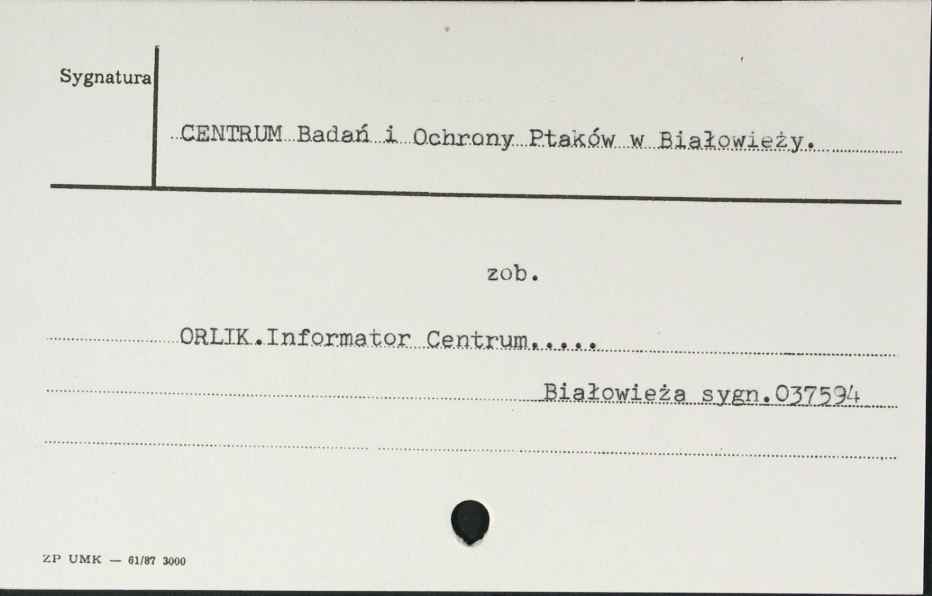 Sygnatura
CENTRUM Badań i Ochrony Ptaków w Białowieży.
zob.
ORLIK.Informator Centrum.....
Białowieża sygn.037594
ZP UMK — 61/87 3000